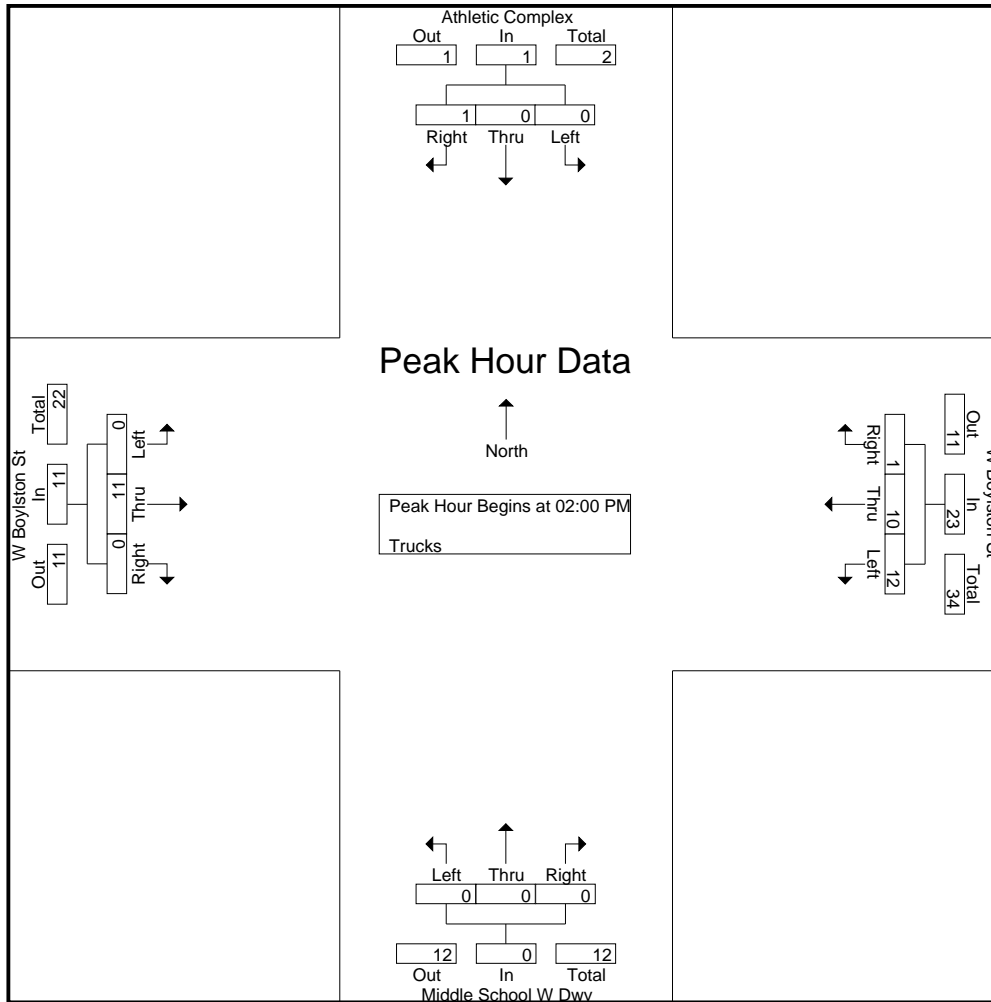 Athletic Complex
Out In Total
1 1 2
1 0 0
Right Thru Left
Peak Hour Data
North
Peak Hour Begins at 02:00 PM
Trucks
W Boylston St
Out In Total
11 11 22
Right Thru Left
0 11 0
W Boylston St
Out In Total
11 23 34
Right Thru Left
1 10 12
Left Thru Right
0 0 0
12 0 12
Out In Total
Middle School W Dwy